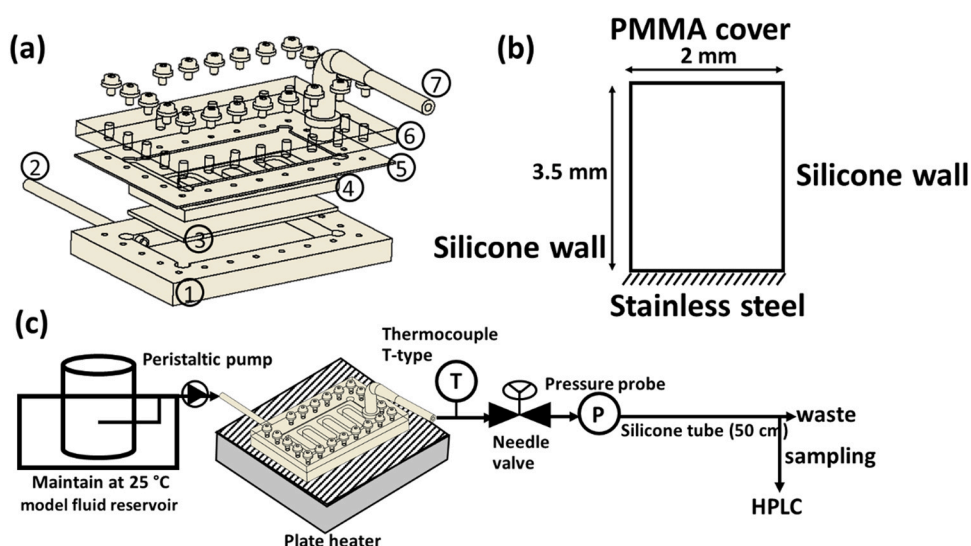 (a)
7
6
5
2
4
3
1
(b)
PMMA cover
2 mm
3.5 mm
Silicone wall
Silicone wall
Stainless steel
(c)
Peristaltic pump
Maintain at 25 °C
model fluid reservoir
Plate heater
Thermocouple
T-type
T
Needle
valve
Pressure probe
P
Silicone tube (50 cm)
waste
sampling
HPLC